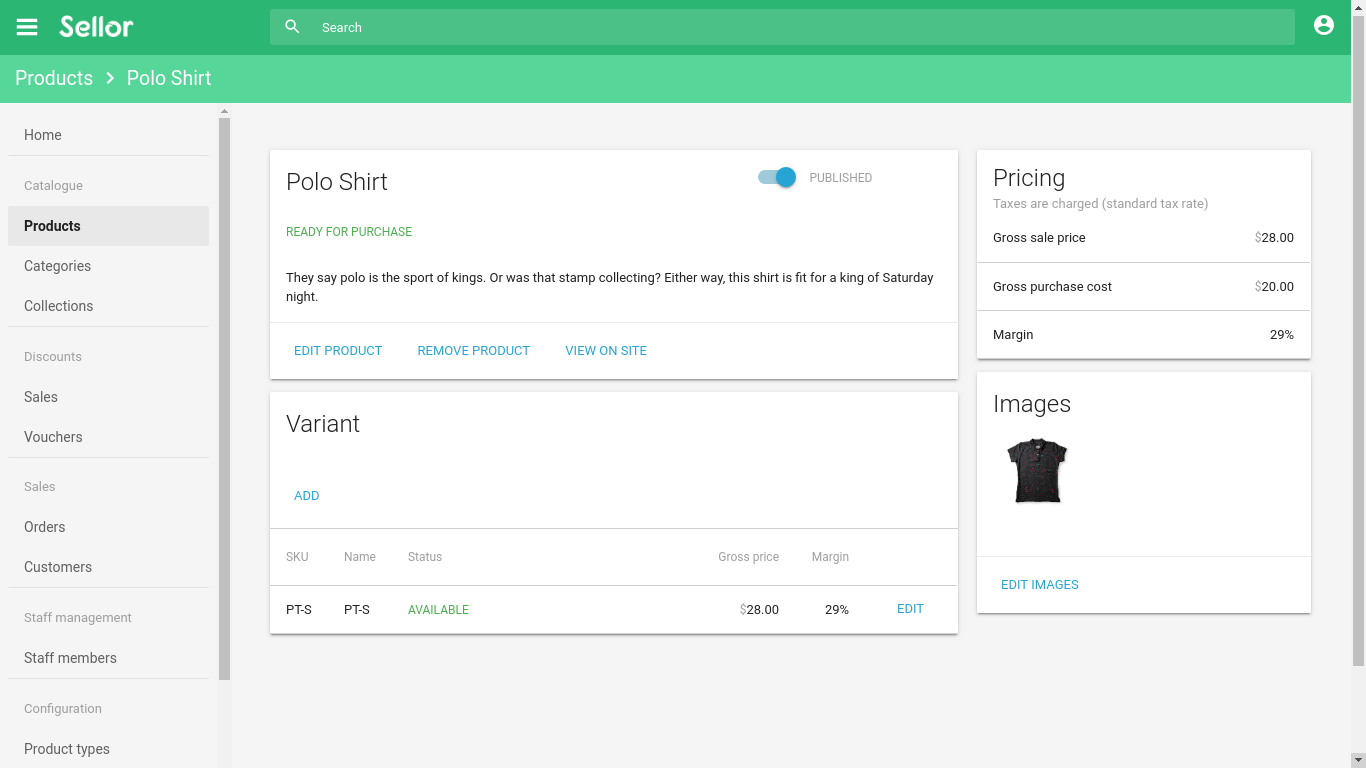 Sellor
Search
Products
Polo Shirt
Home
Catalogue
Products
Categories
Collections
Discounts
Sales
Vouchers
Sales
Orders
Customers
Staff management
Staff members
Configuration
Product types
Polo Shirt
PUBLISHED
READY FOR PURCHASE
They say polo is the sport of kings. Or was that stamp collecting? Either way, this shirt is fit for a king of Saturday
night.
EDIT PRODUCT
REMOVE PRODUCT
VIEW ON SITE
Variant
ADD
SKU Name Status Gross price Margin
PT-S PT-S AVAILABLE $28.00 29% EDIT
Pricing
Taxes are charged (standard tax rate)
Gross sale price $28.00
Gross purchase cost $20.00
Margin 29%
Images
EDIT IMAGES